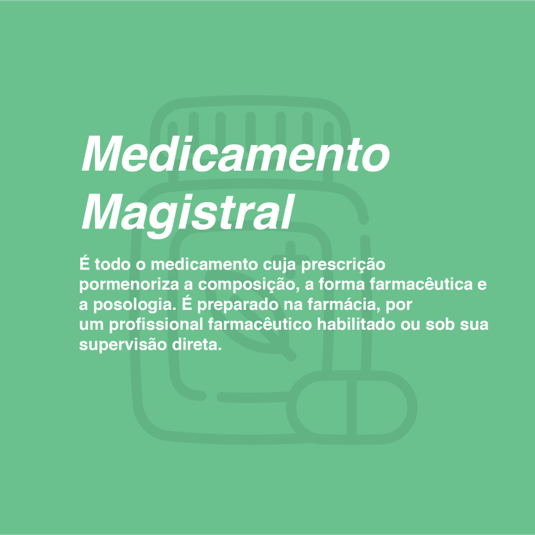 Medicamento
Magistral
É todo o medicamento cuja prescrição
pormenoriza a composição, a forma farmacêutica e
a posologia. É preparado na farmácia, por
um profissional farmacêutico habilitado ou sob sua
supervisão direta.